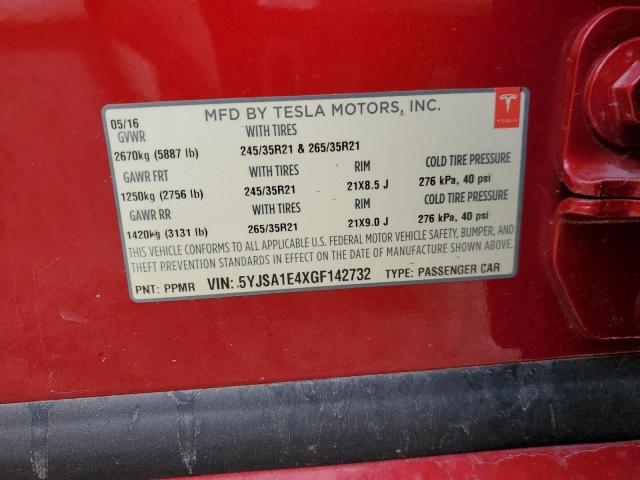 MFD BY TESLA MOTORS, INC.
TESLA
05/16
GVWR WITH TIRES
2670kg (5887 lb) 245/35R21 & 265/35R21
GAWR FRT WITH TIRES RIM COLD TIRE PRESSURE
1250kg (2756 lb) 245/35R21 21X8.5 J 276 kPa, 40 psi
GAWR RR WITH TIRES RIM COLD TIRE PRESSURE
1420kg (3131 lb) 265/35R21 21X9.0 J 276 kPa, 40 psi
THIS VEHICLE CONFORMS TO ALL APPLICABLE U.S. FEDERAL MOTOR VEHICLE SAFETY, BUMPER, AND
THEFT PREVENTION STANDARDS IN EFFECT ON THE DATE OF MANUFACTURE SHOWN ABOVE.
PNT: PPMR VIN: 5YJSA1E4XGF142732 TYPE: PASSENGER CAR